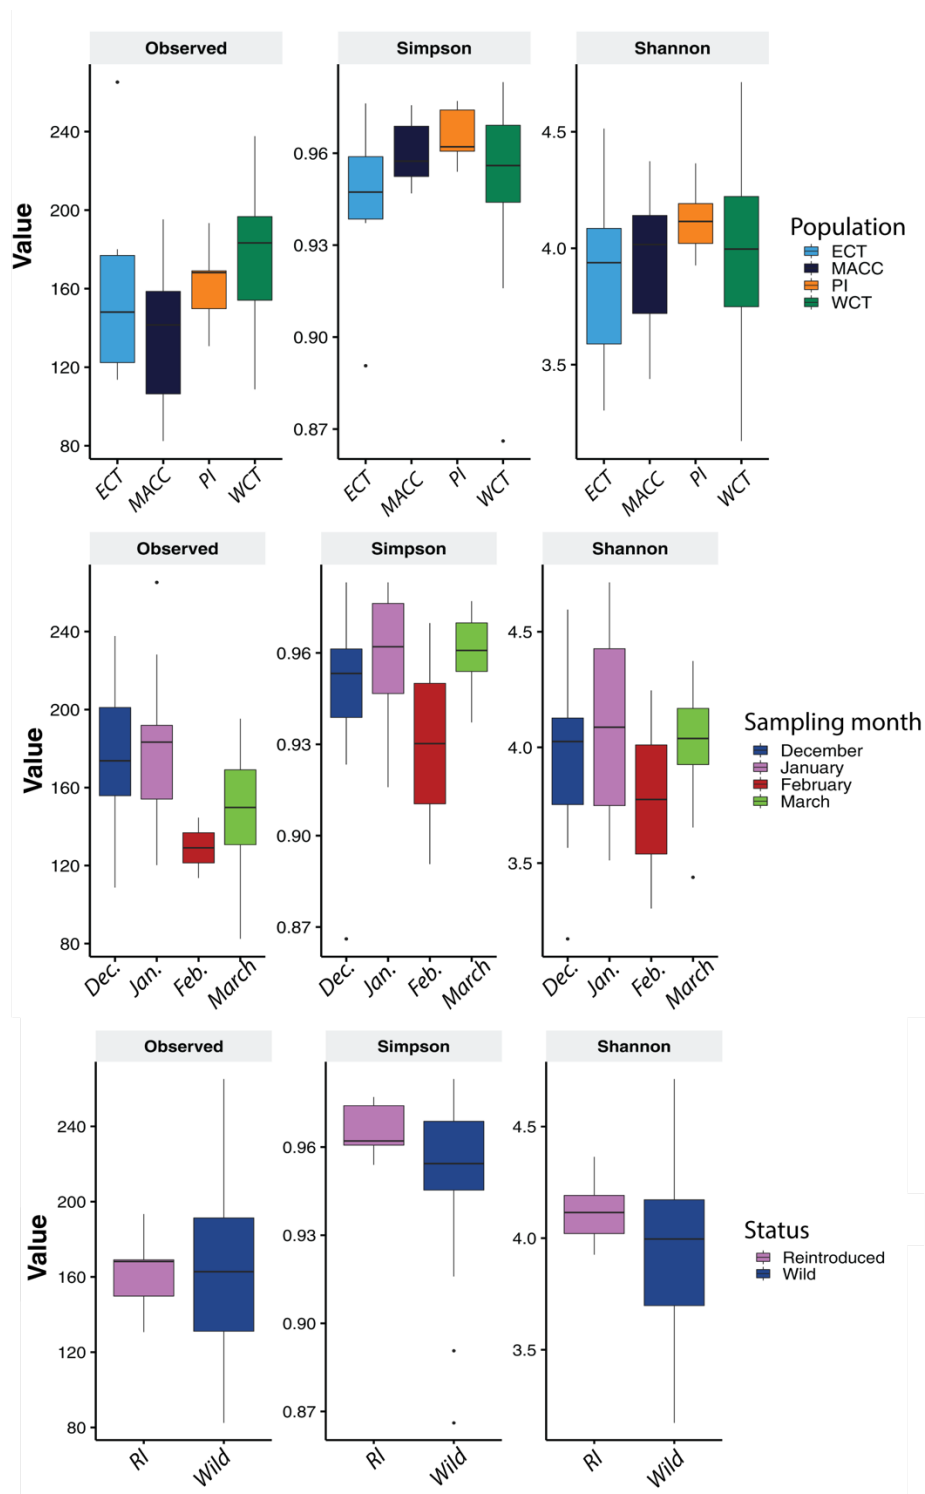 Observed Simpson Shannon
Value
240
200
160
120
80
ECT MACC PI WCT
0.96
0.93
0.90
0.87
ECT MACC PI WCT
4.5
4.0
3.5
ECT MACC PI WCT
Population
ECT
MACC
PI
WCT
Observed Simpson Shannon
Value
240
200
160
120
80
Dec. Jan. Feb. March
0.96
0.93
0.90
0.87
Dec. Jan. Feb. March
4.5
4.0
3.5
Dec. Jan. Feb. March
Sampling month
December
January
February
March
Observed Simpson Shannon
Value
240
200
160
120
80
RI Wild
0.96
0.93
0.90
0.87
RI Wild
4.5
4.0
3.5
RI Wild
Status
Reintroduced
Wild